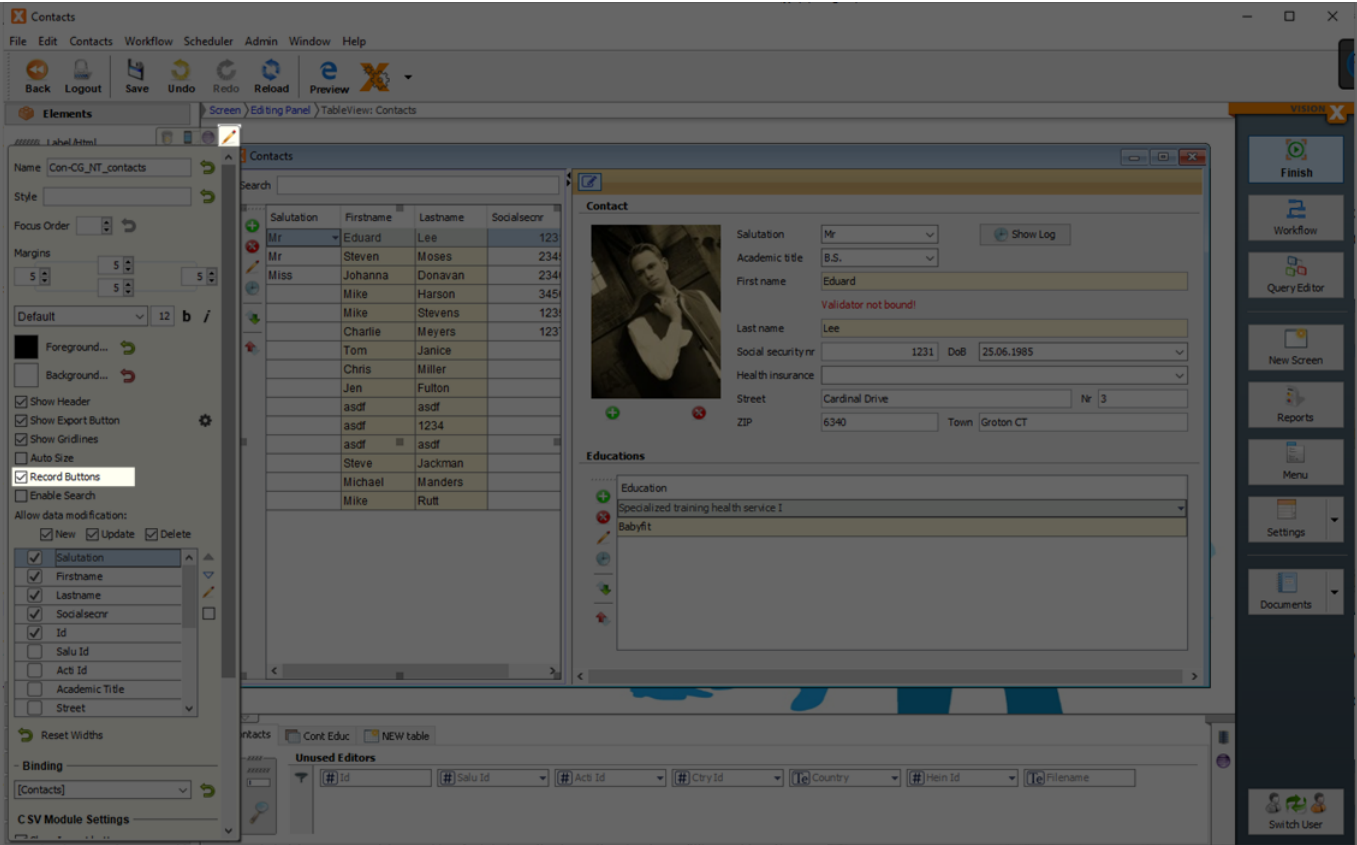 Contacts
File Edit Contacts Workflow Scheduler Admin Window Help
Back Logout Save Undo Redo Reload Preview
Elements
Screen Editing Panel TableView: Contacts
VISION X
Label/Html
Name Con-CG_NT_contacts
Style
Focus Order
Margins
5
5 5
5
Default 12 b i
Foreground...
Background...
Show Header
Show Export Button
Show Gridlines
Auto Size
Record Buttons
Enable Search
Allow data modification:
New Update Delete
Salutation
Firstname
Lastname
Socialsecnr
Id
Salu Id
Acti Id
Academic Title
Street
Reset Widths
Binding
[Contacts]
CSV Module Settings
Contacts
Search
Salutation Firstname Lastname Socialsecnr
Mr Eduard Lee 123
Mr Steven Moses 234
Miss Johanna Donavan 234
Mike Harson 345
Mike Stevens 123
Charlie Meyers 123
Tom Janice
Chris Miller
Jen Fulton
asdf asdf
asdf 1234
asdf asdf
Steve Jackman
Michael Manders
Mike Rutt
Contact
Salutation Mr Show Log
Academic title B.S.
First name Eduard
Validator not bound!
Last name Lee
Social security nr 1231 DoB 25.06.1985
Health insurance
Street Cardinal Drive Nr 3
ZIP 6340 Town Groton CT
Educations
Education
Specialized training health service I
Babyfit
ntacts Cont Educ NEW table
Unused Editors
# Id # Salu Id # Acti Id # Ctry Id Te Country # Hein Id Te Filename
Finish
Workflow
Query Editor
New Screen
Reports
Menu
Settings
Documents
Switch User